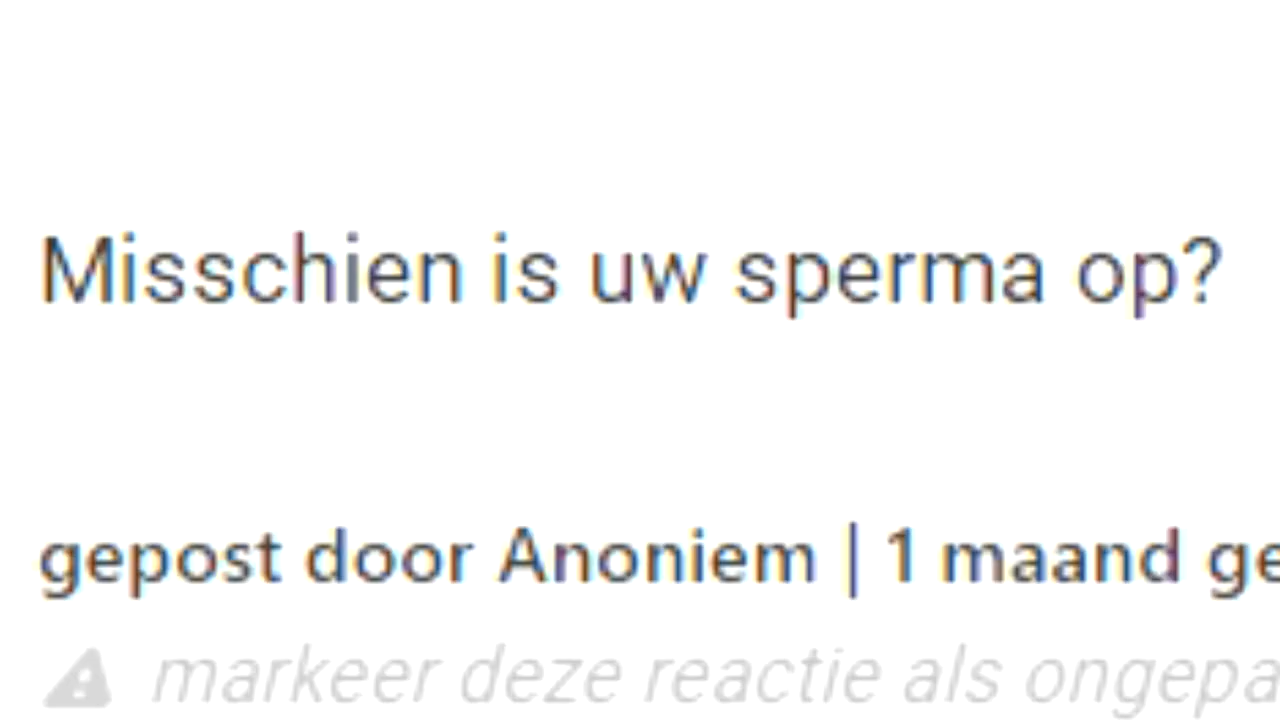 Misschien is uw sperma op?
gepost door Anoniem | 1 maand
markeer deze reactie als